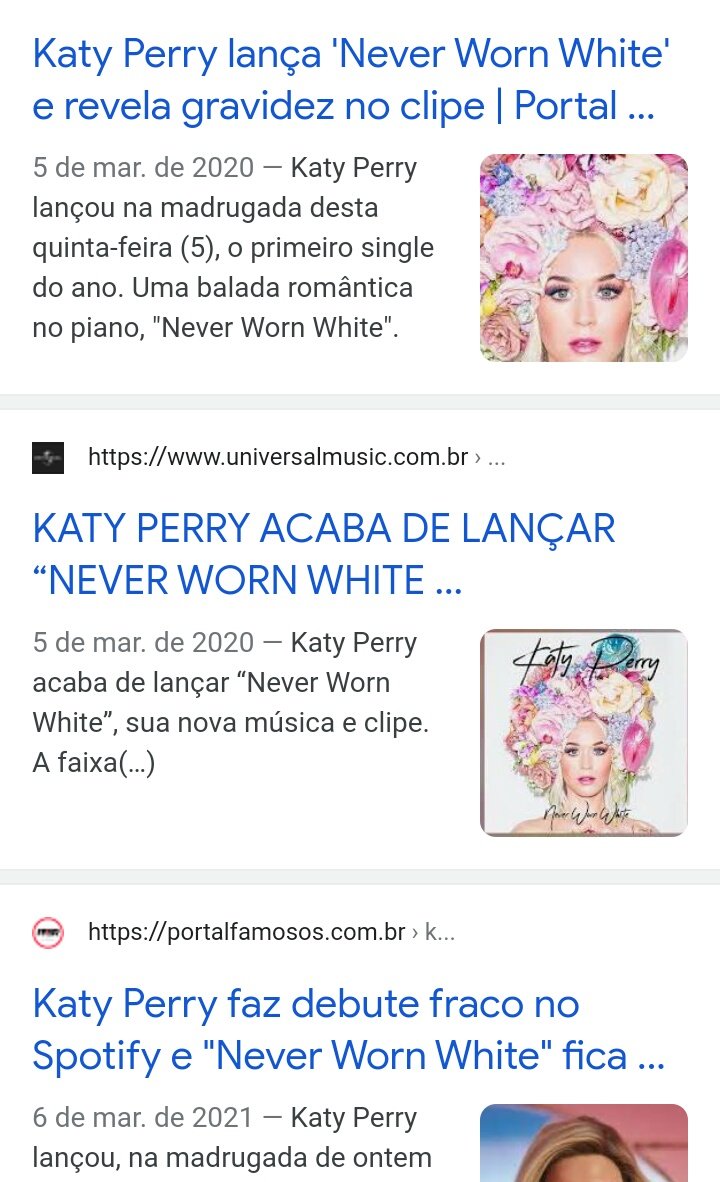 Katy Perry lança 'Never Worn White'
e revela gravidez no clipe | Portal ...
5 de mar. de 2020 — Katy Perry
lançou na madrugada desta
quinta-feira (5), o primeiro single
do ano. Uma balada romântica
no piano, "Never Worn White".
https://www.universalmusic.com.br › ...
KATY PERRY ACABA DE LANÇAR
“NEVER WORN WHITE ...
5 de mar. de 2020 — Katy Perry
acaba de lançar “Never Worn
White”, sua nova música e clipe.
A faixa(...)
Katy Perry
Never Worn White
https://portalfamosos.com.br › k...
Katy Perry faz debute fraco no
Spotify e "Never Worn White" fica ...
6 de mar. de 2021 — Katy Perry
lançou, na madrugada de ontem